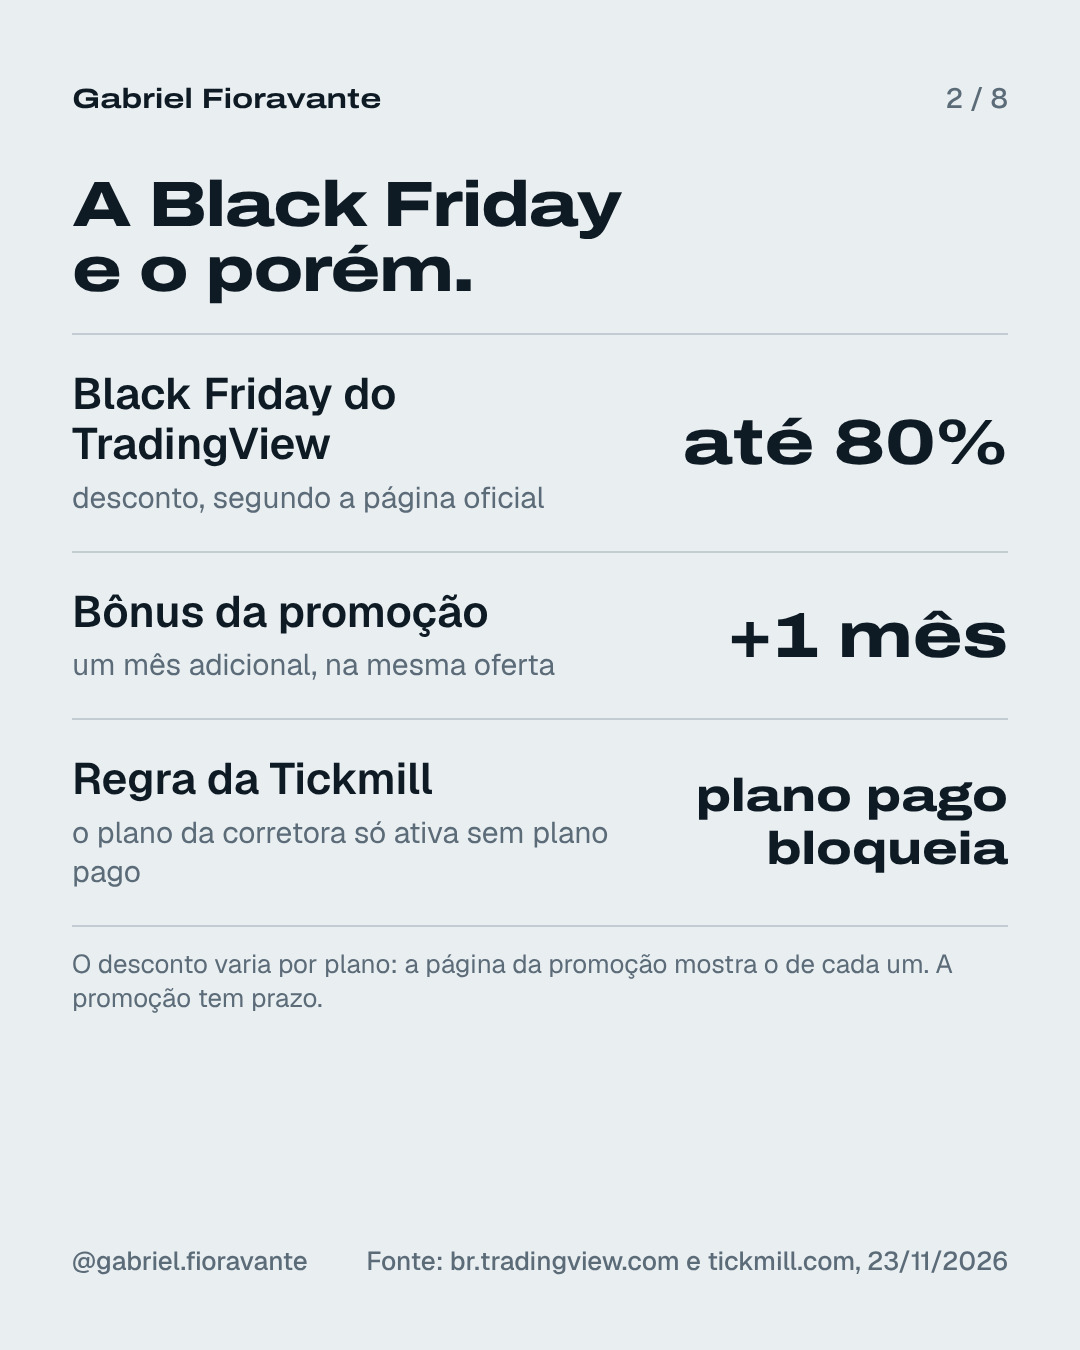 Gabriel Fioravante
2 / 8
A Black Friday
e o porém.
Black Friday do
TradingView
até 80%
desconto, segundo a página oficial
Bônus da promoção
+1 mês
um mês adicional, na mesma oferta
Regra da Tickmill
plano pago
bloqueia
o plano da corretora só ativa sem plano
pago
O desconto varia por plano: a página da promoção mostra o de cada um. A
promoção tem prazo.
@gabriel.fioravante
Fonte: br.tradingview.com e tickmill.com, 23/11/2026